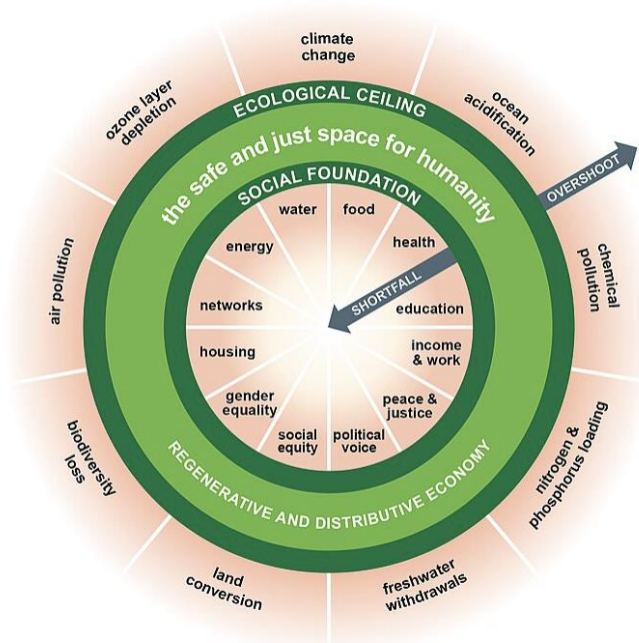 climate
change
ocean
acidification
chemical
pollution
nitrogen &
phosphorus loading
freshwater
withdrawals
land
conversion
biodiversity
loss
air pollution
ozone layer
depletion
ECOLOGICAL CEILING
the safe and just space for humanity
SOCIAL FOUNDATION
OVERSHOOT
SHORTFALL
water
food
health
education
income
& work
peace &
justice
political
voice
social
equity
gender
equality
housing
networks
energy
REGENERATIVE AND DISTRIBUTIVE ECONOMY